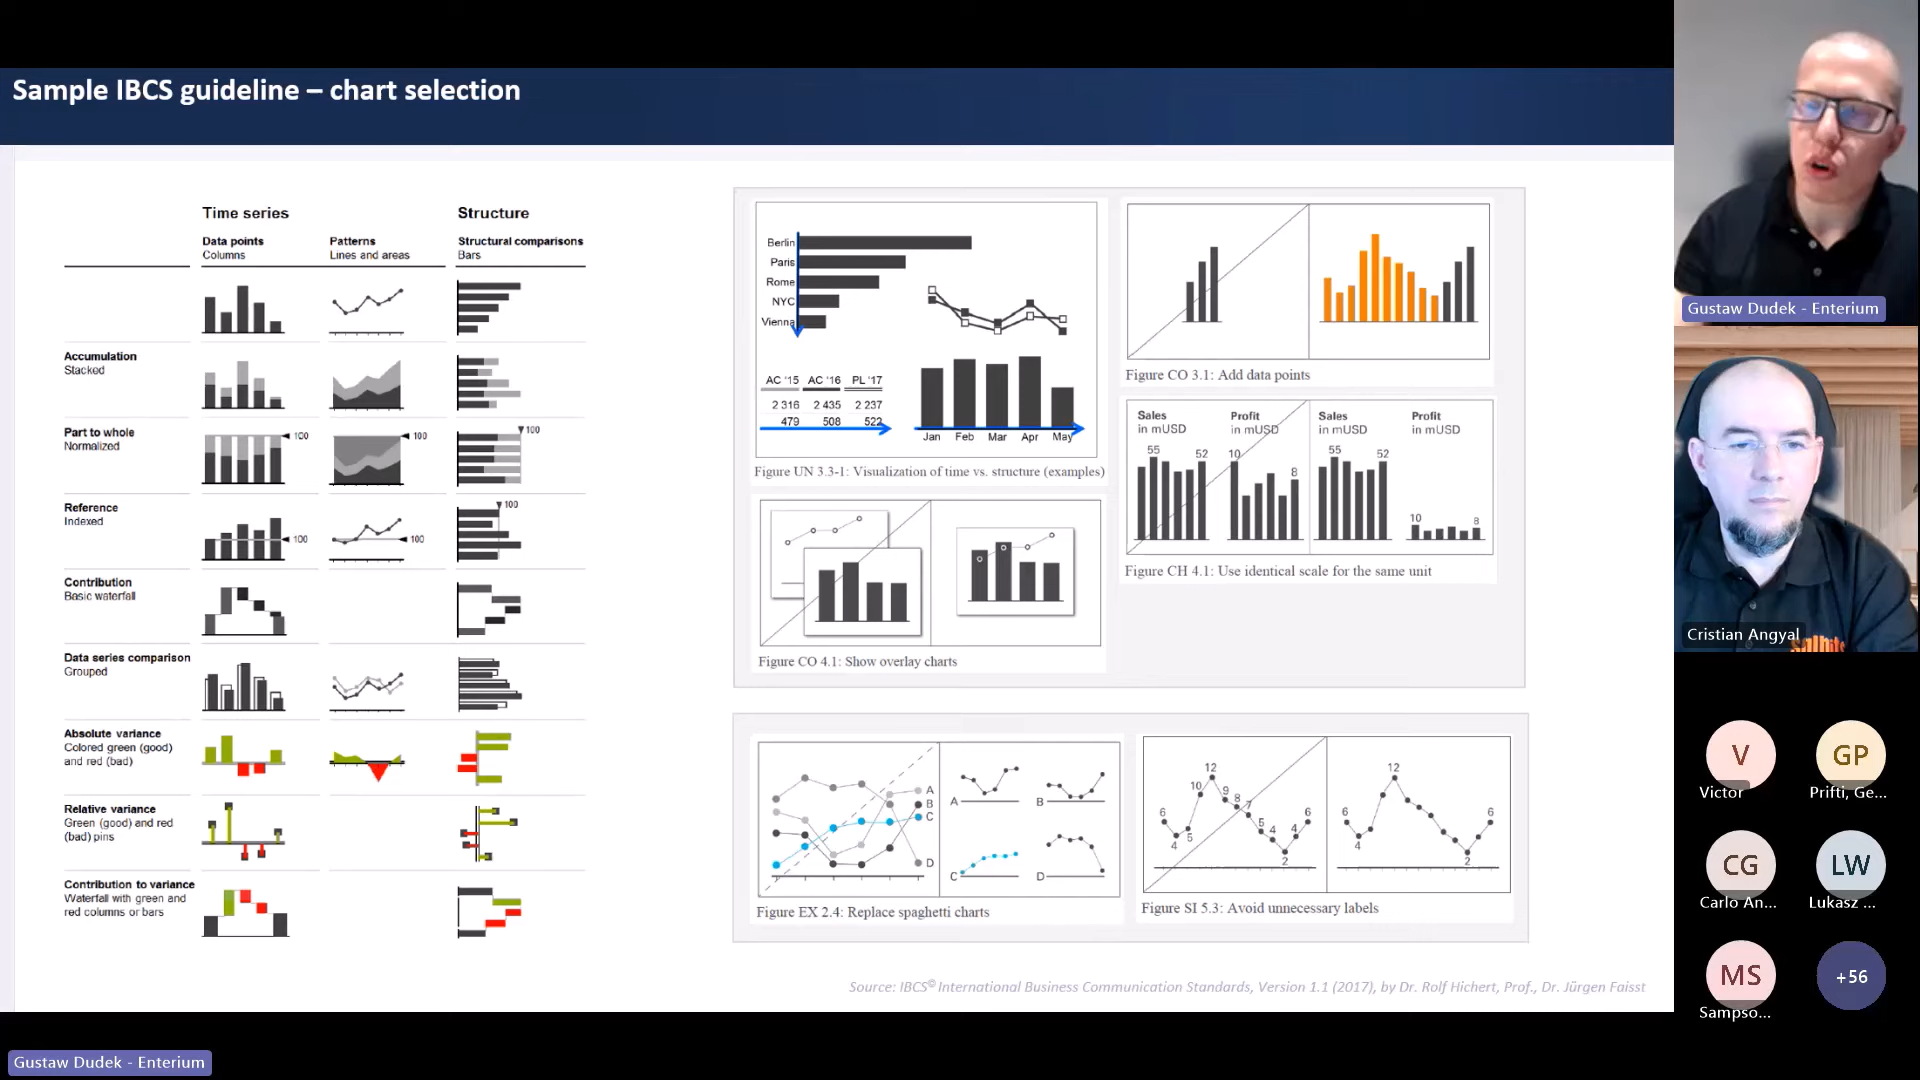 Sample IBCS guideline – chart selection
Time series
Structure
Data points
Columns
Patterns
Lines and areas
Structural comparisons
Bars
Accumulation
Stacked
Part to whole
Normalized
100
100
100
Reference
Indexed
100
100
100
Contribution
Basic waterfall
Data series comparison
Grouped
Absolute variance
Colored green (good)
and red (bad)
Relative variance
Green (good) and red
(bad) pins
Contribution to variance
Waterfall with green and
red columns or bars
Berlin
Paris
Rome
NYC
Vienna
AC '15 AC '16 PL '17
2 316 2 435 2 237
479 508 522
Jan Feb Mar Apr May
Figure UN 3.3-1: Visualization of time vs. structure (examples)
Figure CO 3.1: Add data points
Sales
in mUSD
Profit
in mUSD
Sales
in mUSD
Profit
in mUSD
55 52 10 8 55 52 10 8
Figure CH 4.1: Use identical scale for the same unit
Figure CO 4.1: Show overlay charts
A
B
C
D
A
B
C
D
Figure EX 2.4: Replace spaghetti charts
6 4 5 10 12 9 8 7 5 4 2 4 6
6 4 12 2 6
Figure SI 5.3: Avoid unnecessary labels
Source: IBCS© International Business Communication Standards, Version 1.1 (2017), by Dr. Rolf Hichert, Prof., Dr. Jürgen Faisst
Gustaw Dudek - Enterium
Gustaw Dudek - Enterium
Cristian Angyal
V
Victor
GP
Prifti, Ge...
CG
Carlo An...
LW
Lukasz ...
MS
Sampso...
+56